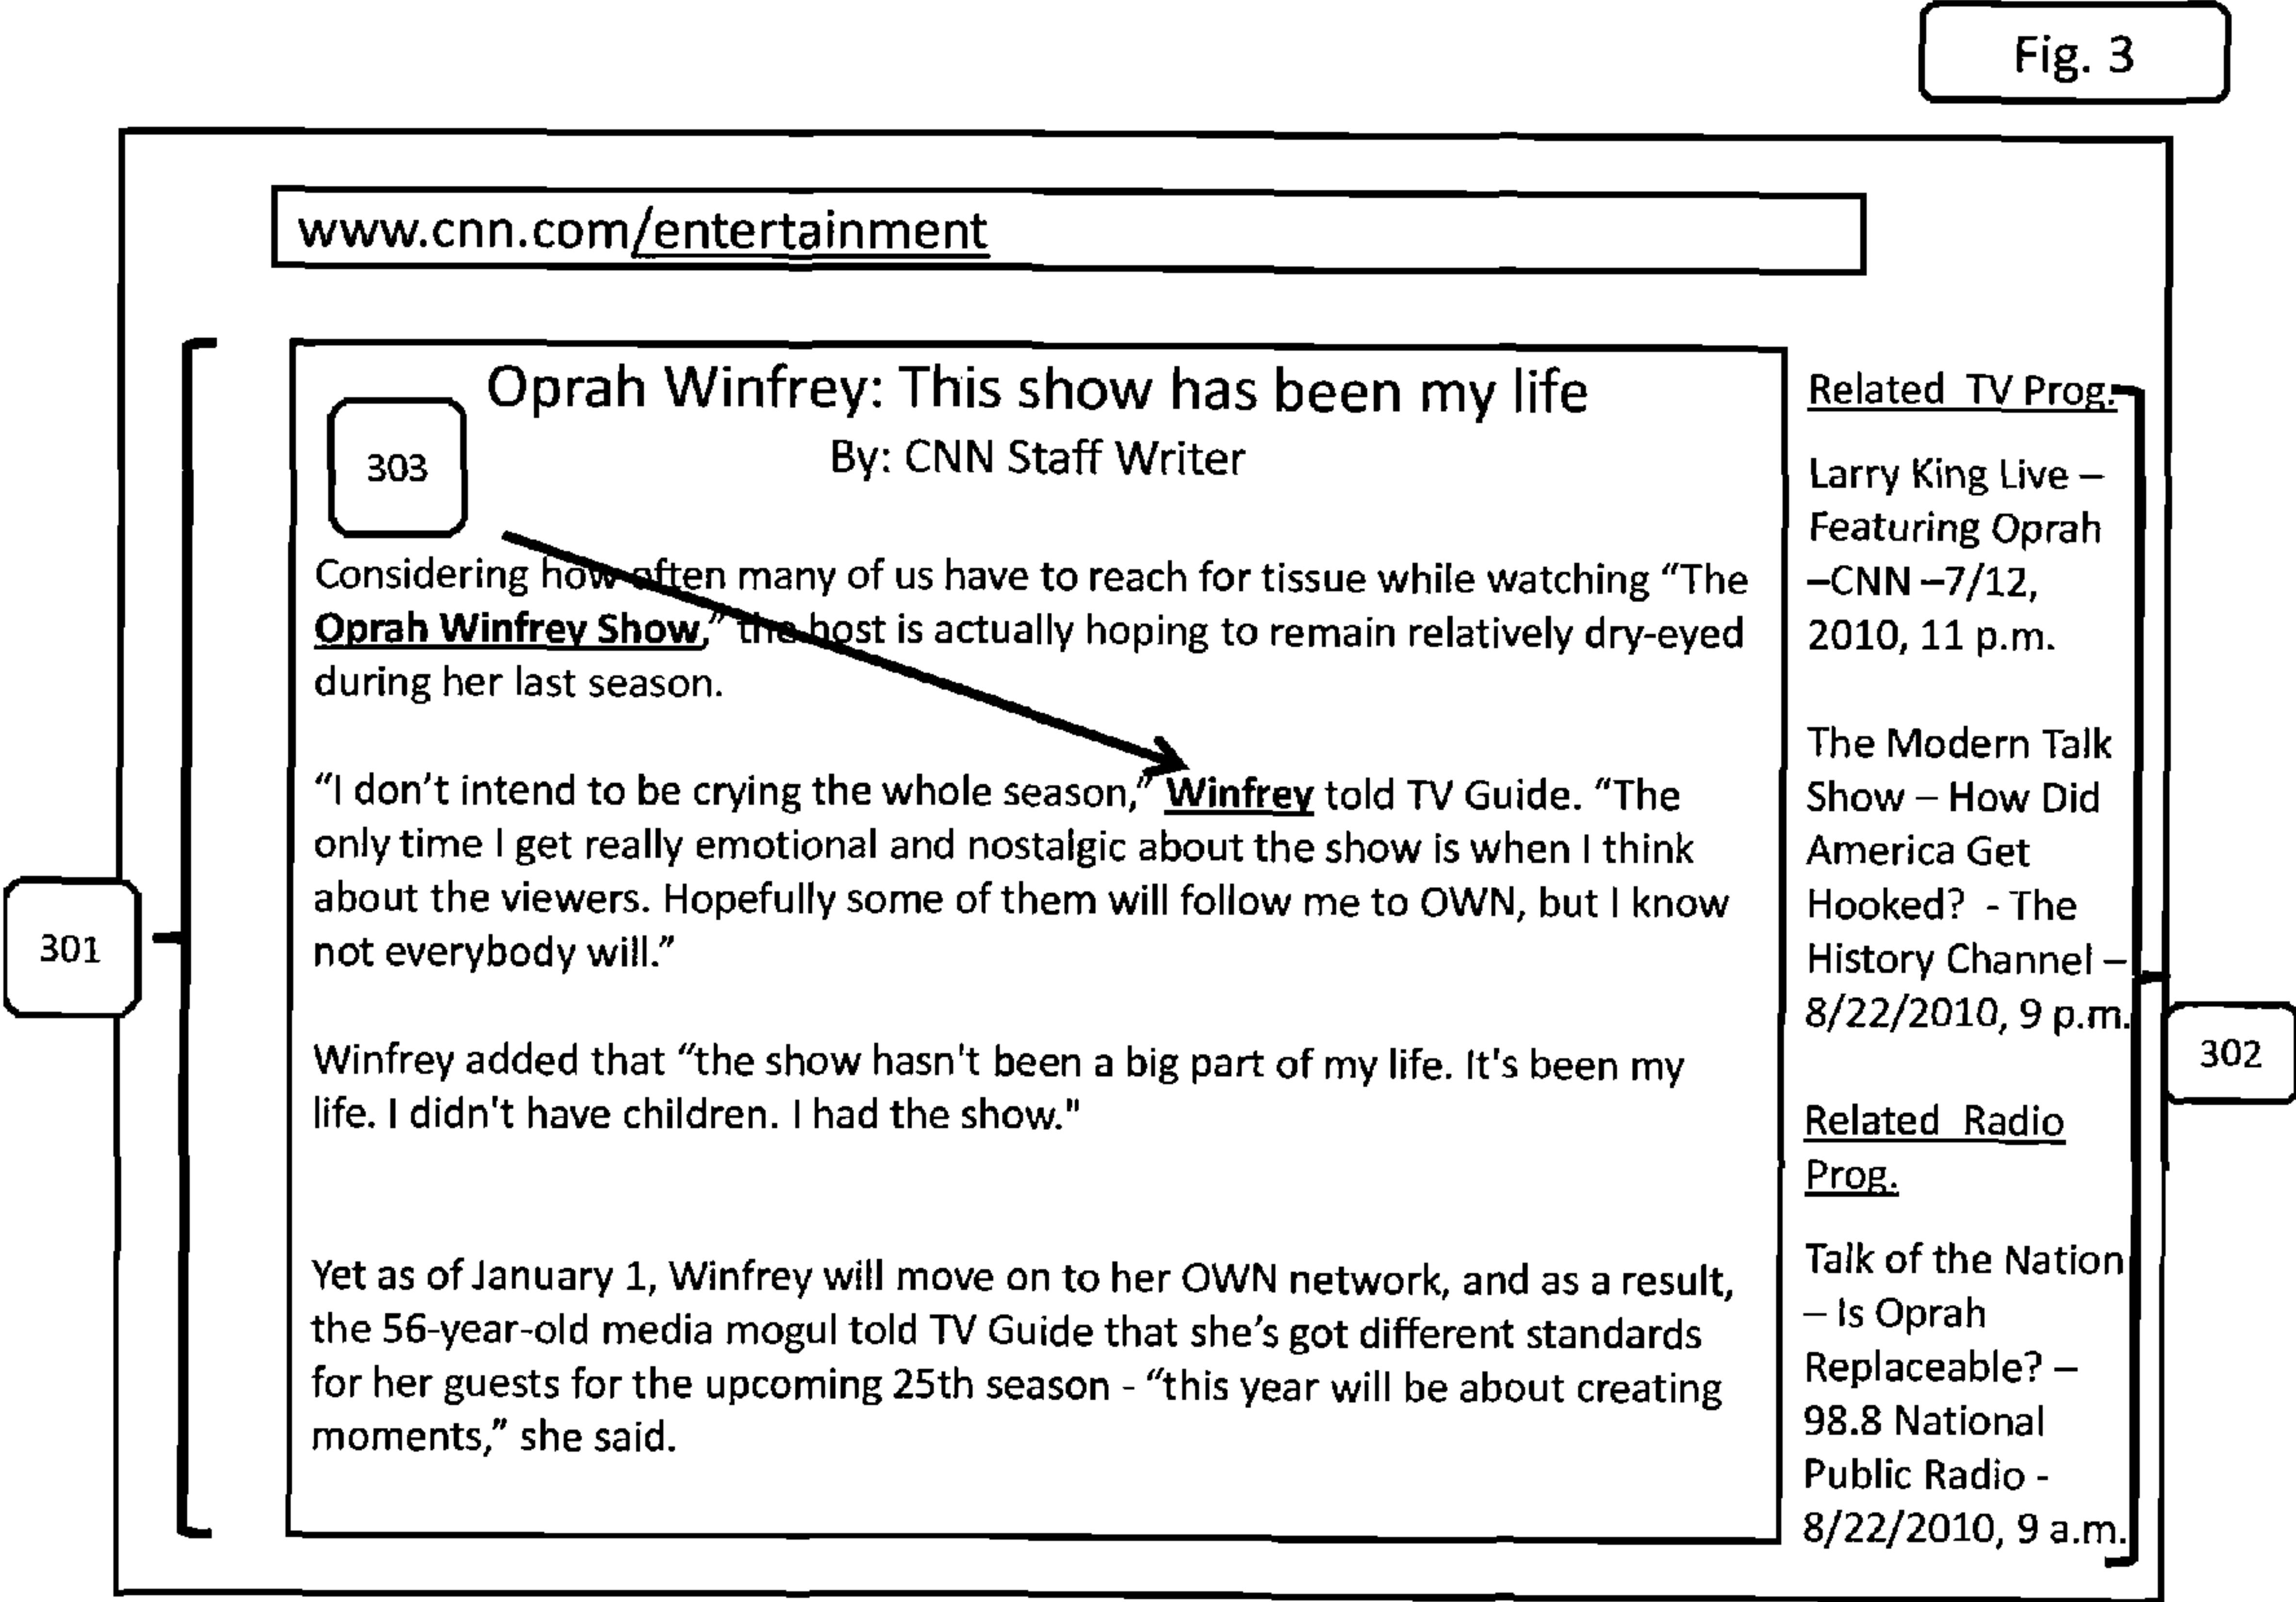 Fig. 3
www.cnn.com/entertainment
Oprah Winfrey: This show has been my life
By: CNN Staff Writer
303
Considering how often many of us have to reach for tissue while watching “The
Oprah Winfrey Show,” the host is actually hoping to remain relatively dry-eyed
during her last season.
“I don’t intend to be crying the whole season,” Winfrey told TV Guide. “The
only time I get really emotional and nostalgic about the show is when I think
about the viewers. Hopefully some of them will follow me to OWN, but I know
not everybody will.”
Winfrey added that “the show hasn't been a big part of my life. It's been my
life. I didn't have children. I had the show."
Yet as of January 1, Winfrey will move on to her OWN network, and as a result,
the 56-year-old media mogul told TV Guide that she’s got different standards
for her guests for the upcoming 25th season - “this year will be about creating
moments,” she said.
301
Related TV Prog.
Larry King Live –
Featuring Oprah
–CNN –7/12,
2010, 11 p.m.
The Modern Talk
Show – How Did
America Get
Hooked? - The
History Channel –
8/22/2010, 9 p.m.
Related Radio
Prog.
Talk of the Nation
– Is Oprah
Replaceable? –
98.8 National
Public Radio -
8/22/2010, 9 a.m.
302